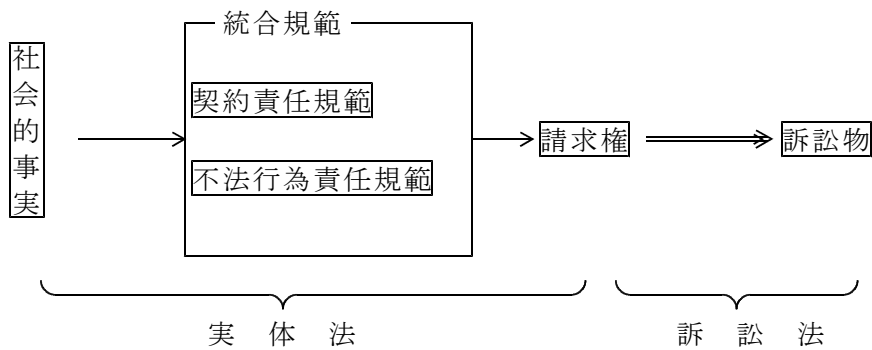 統合規範
社会的事実
契約責任規範
不法行為責任規範
請求権
訴訟物
実体法
訴訟法